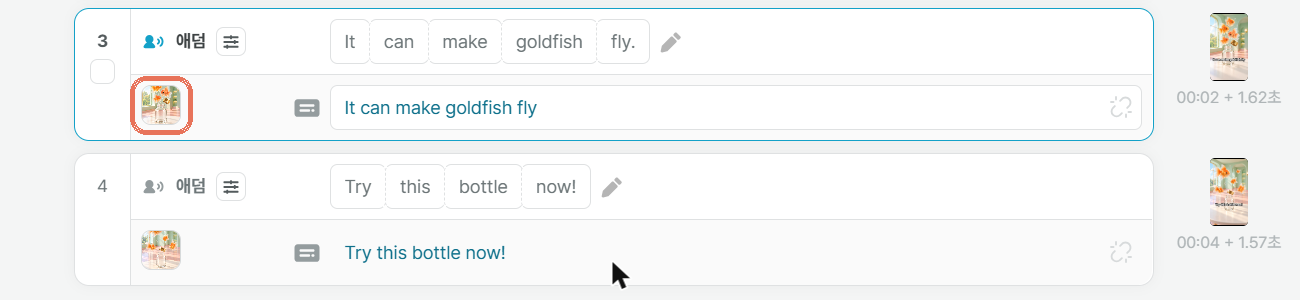 3 애덤 It can make goldfish fly.
It can make goldfish fly
00:02 + 1.62초
4 애덤 Try this bottle now!
Try this bottle now!
00:04 + 1.57초